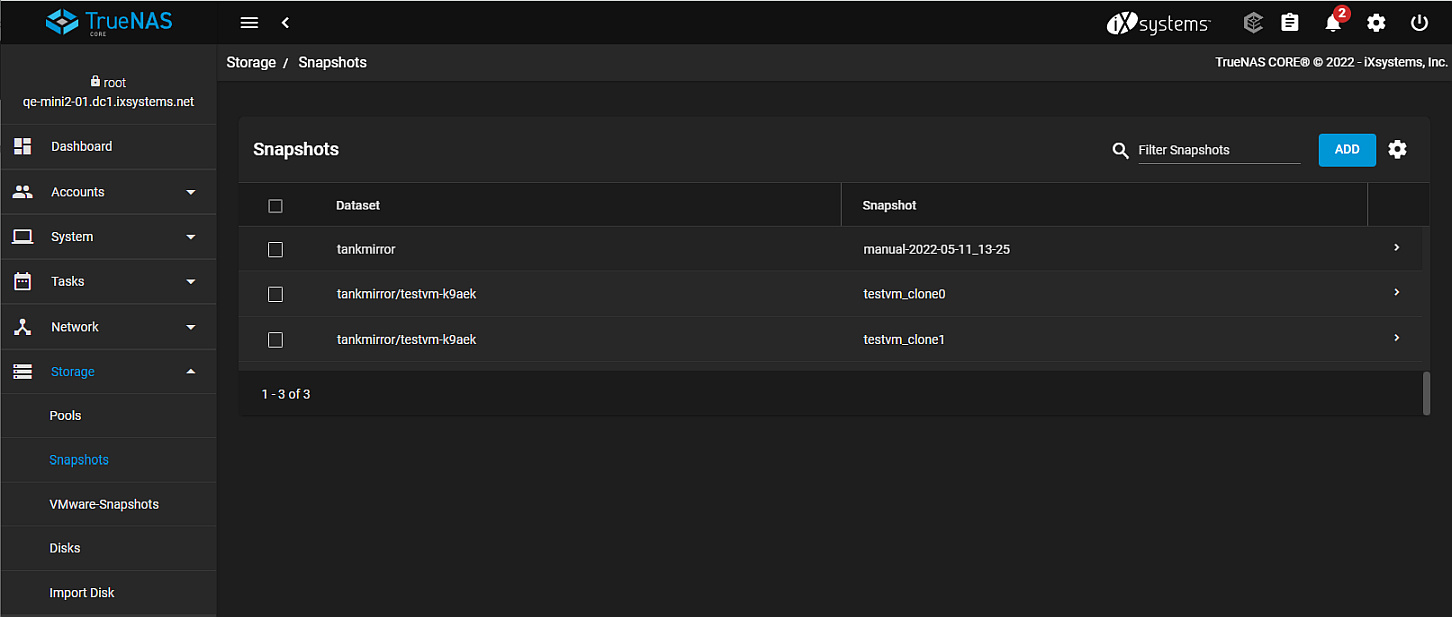 TrueNAS
CORE
iXsystems
2
Storage / Snapshots
TrueNAS CORE® © 2022 - iXsystems, Inc.
root
qe-mini2-01.dc1.ixsystems.net
Dashboard
Accounts
System
Tasks
Network
Storage
Pools
Snapshots
VMware-Snapshots
Disks
Import Disk
Snapshots
Filter Snapshots
ADD
Dataset Snapshot
tankmirror manual-2022-05-11_13-25
tankmirror/testvm-k9aek testvm_clone0
tankmirror/testvm-k9aek testvm_clone1
1 - 3 of 3